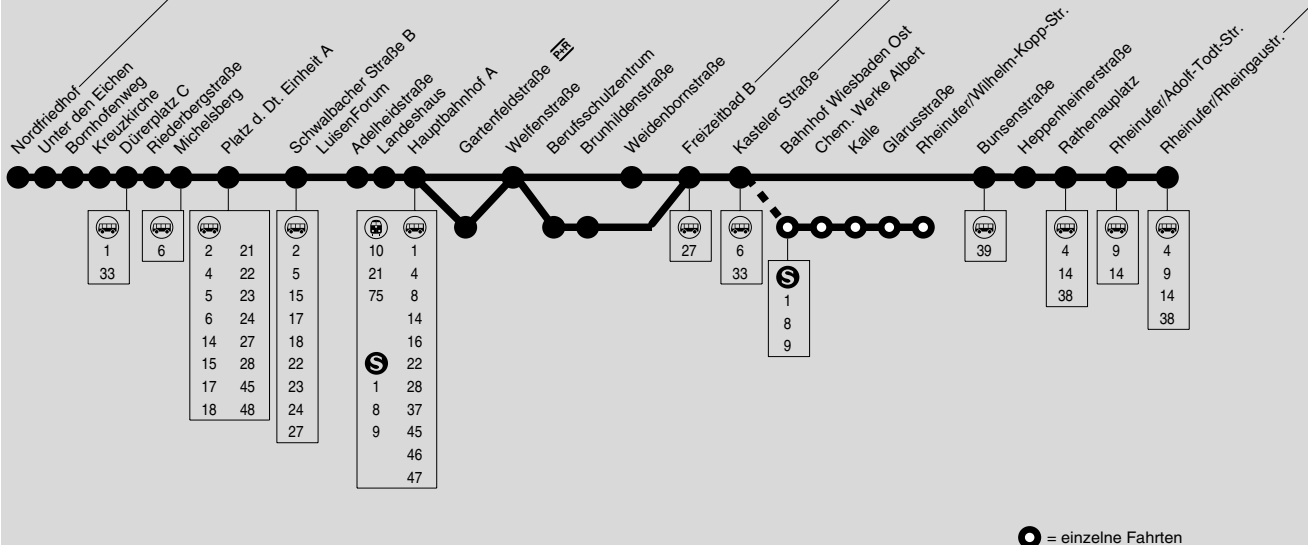 Nordfriedhof
Unter den Eichen
Bornhofenweg
Kreuzkirche
Dürerplatz C
Riederbergstraße
Michelsberg
Platz d. Dt. Einheit A
Schwalbacher Straße B
LuisenForum
Adelheidstraße
Landeshaus
Hauptbahnhof A
Gartenfeldstraße P+R
Welfenstraße
Berufsschulzentrum
Brunhildenstraße
Weidenbornstraße
Freizeitbad B
Kasteler Straße
Bahnhof Wiesbaden Ost
Chem. Werke Albert
Kalle
Glarusstraße
Rheinufer/Wilhelm-Kopp-Str.
Bunsenstraße
Heppenheimerstraße
Rathenauplatz
Rheinufer/Adolf-Todt-Str.
Rheinufer/Rheingaustr.
1
33
6
2 21
4 22
5 23
6 24
14 27
15 28
17 45
18 48
2
5
15
17
18
22
23
24
27
10 1
21 4
75 8
14
16
S 22
1 28
8 37
9 45
46
47
27
6
33
S
1
8
9
39
4
14
38
9
14
4
9
14
38
= einzelne Fahrten